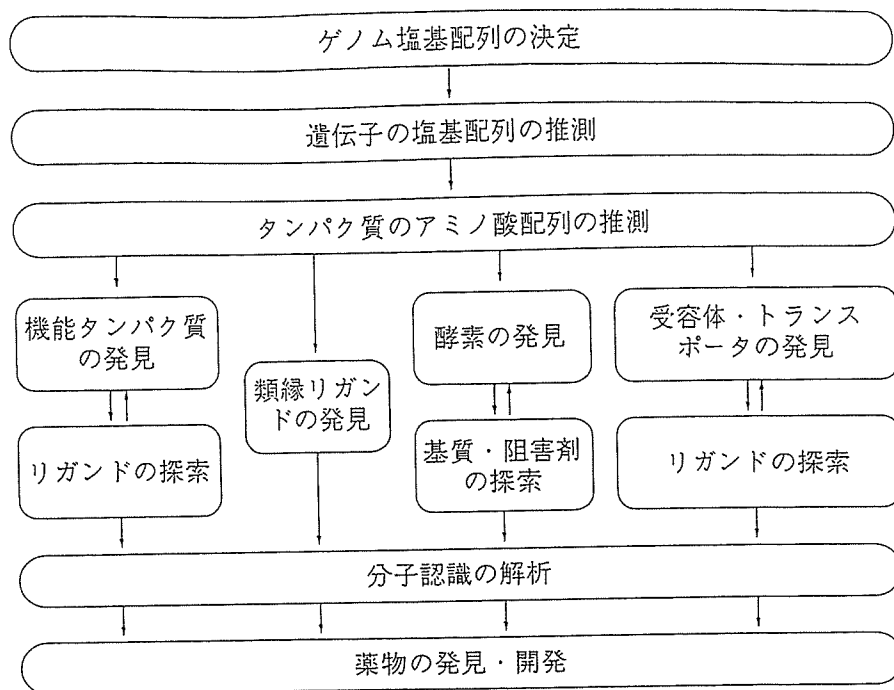 ゲノム塩基配列の決定
遺伝子の塩基配列の推測
タンパク質のアミノ酸配列の推測
機能タンパク質
の発見
リガンドの探索
類縁リガン
ドの発見
酵素の発見
基質・阻害剤
の探索
受容体・トランス
ポータの発見
リガンドの探索
分子認識の解析
薬物の発見・開発